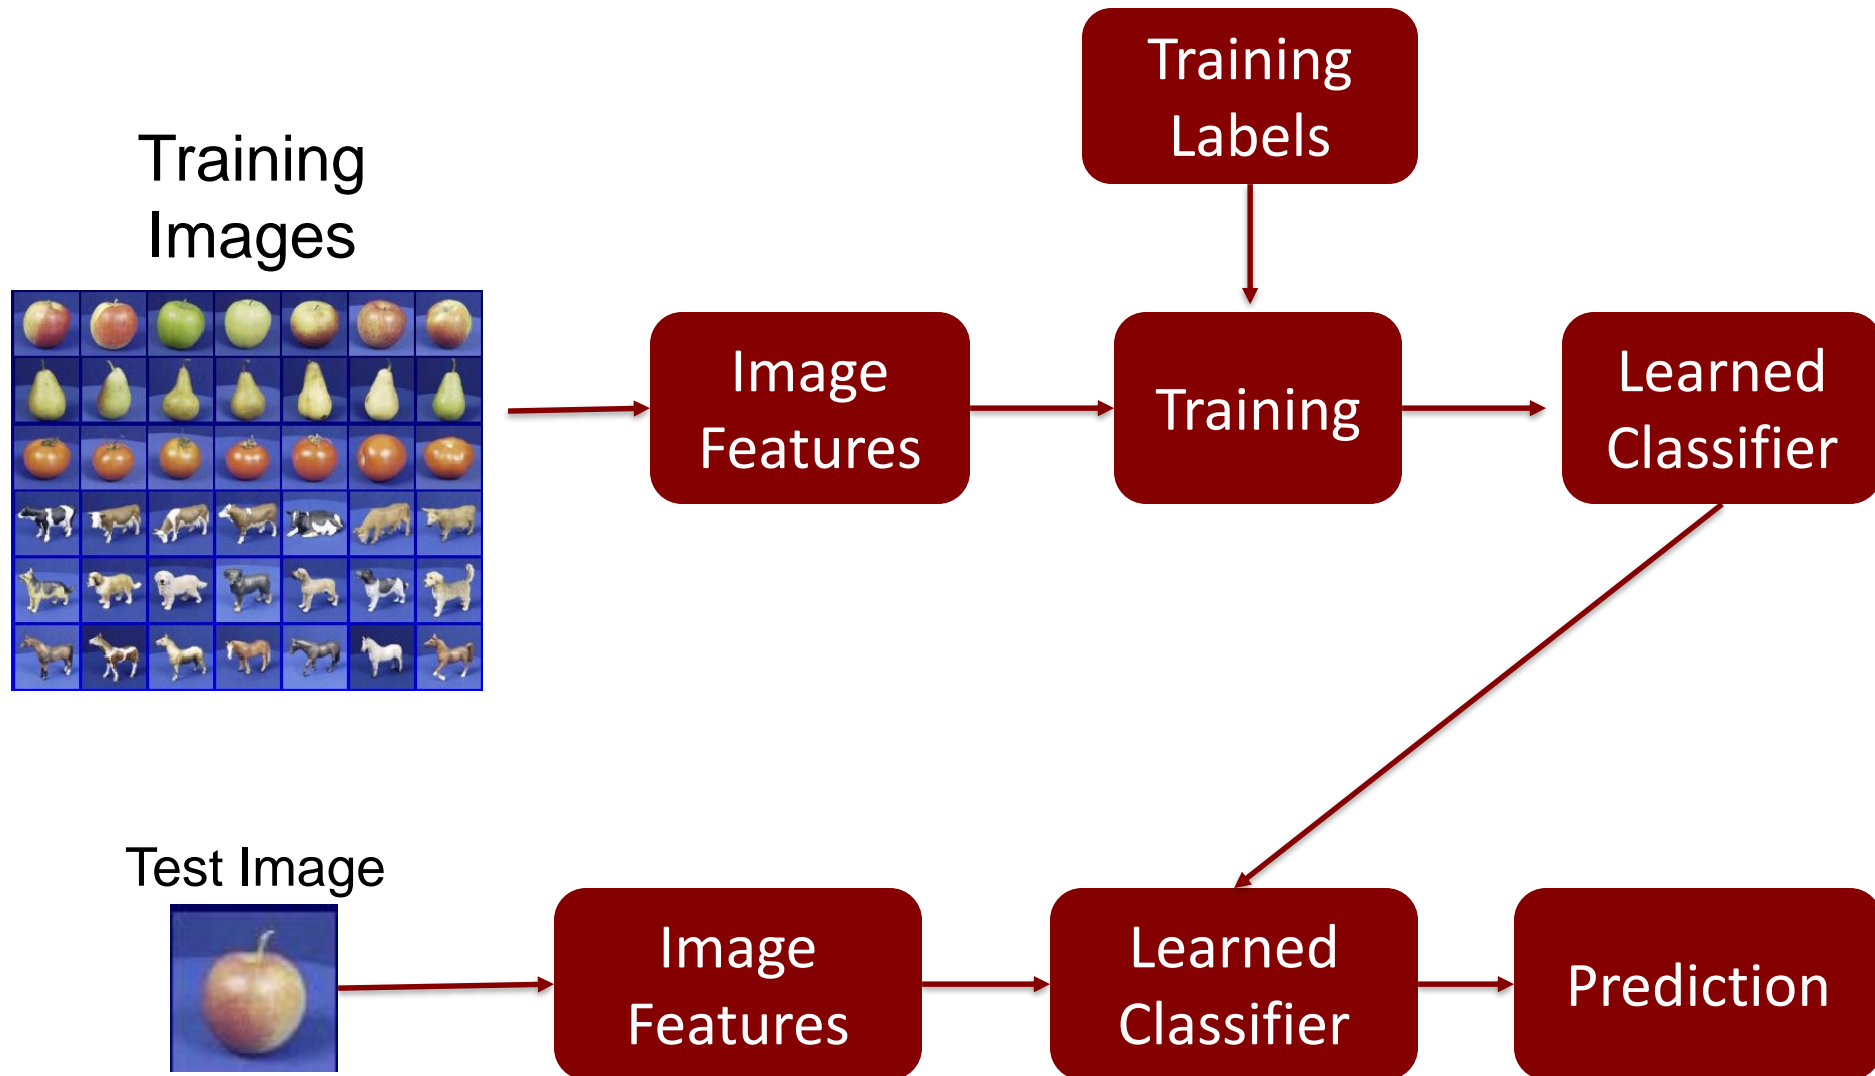 Training
Labels
Training
Images
Image
Features
Training
Learned
Classifier
Test Image
Image
Features
Learned
Classifier
Prediction